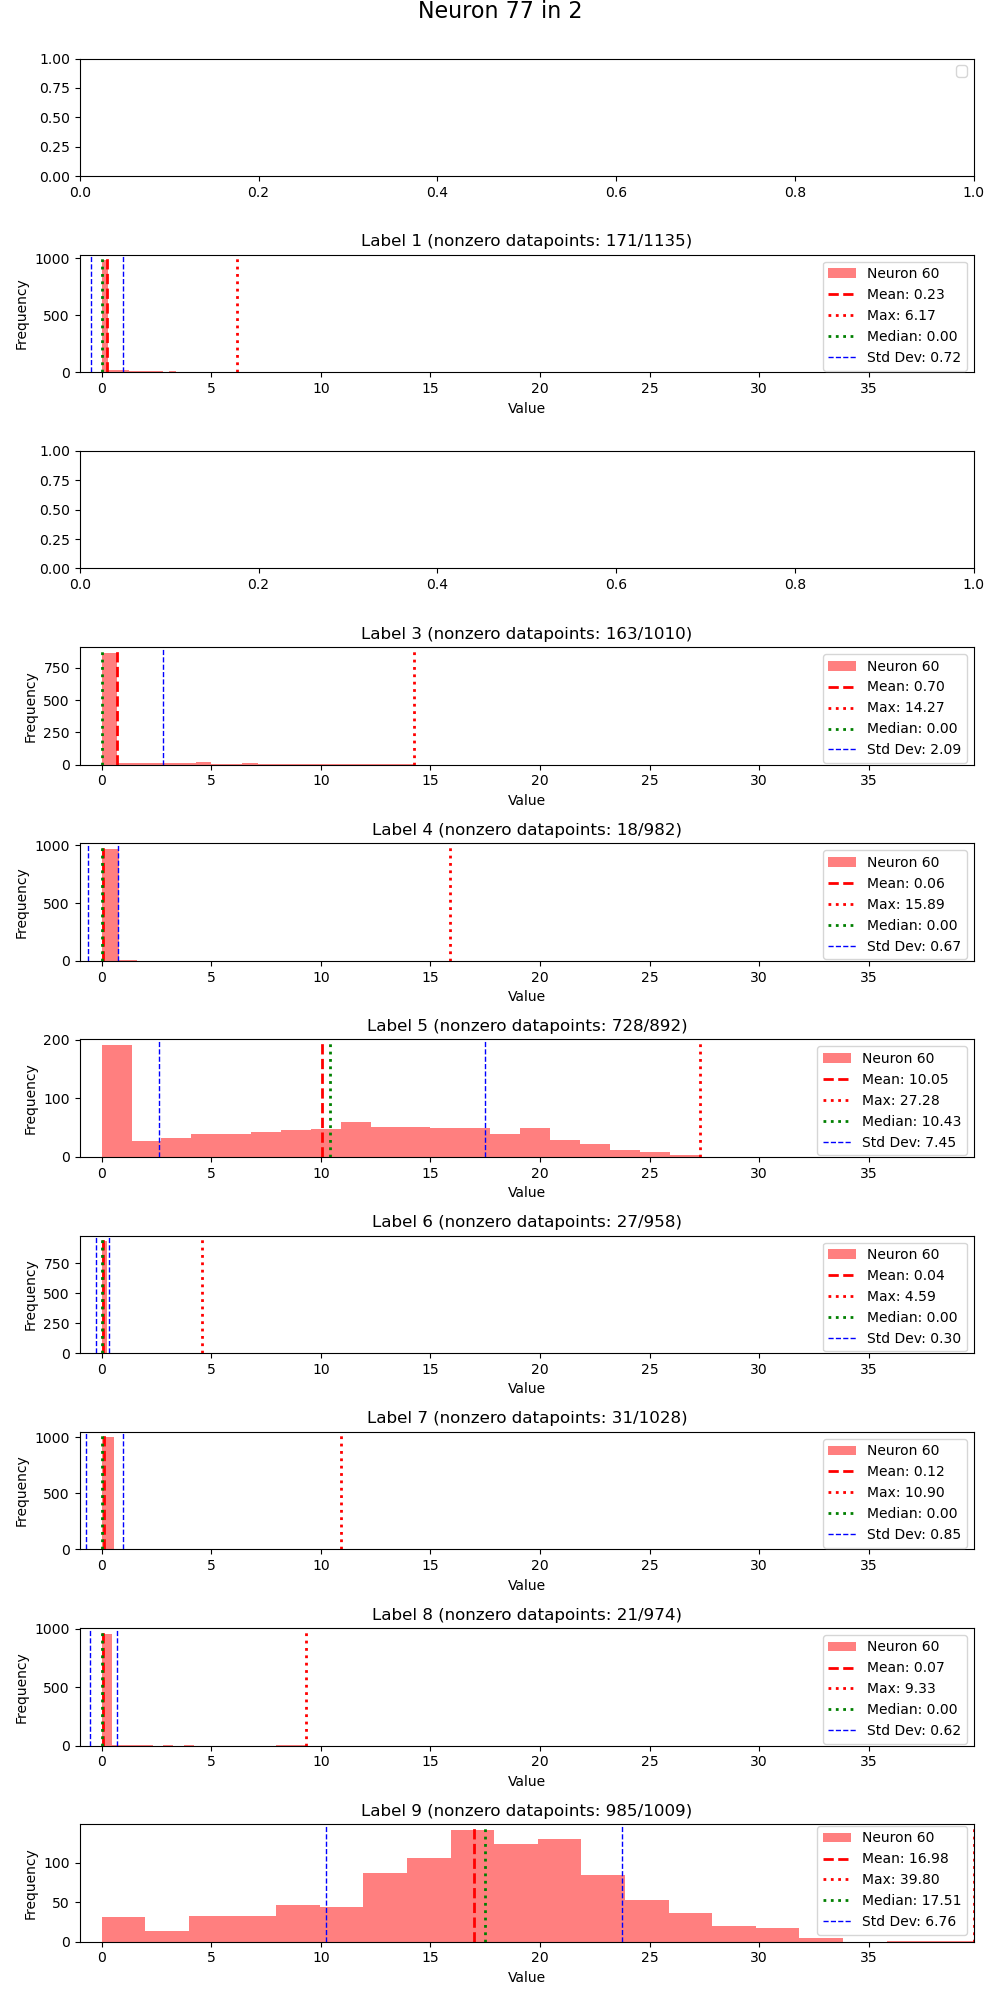 Neuron 77 in 2
1.00
0.75
0.50
0.25
0.00
0.0 0.2 0.4 0.6 0.8 1.0
Label 1 (nonzero datapoints: 171/1135)
Frequency
1000
500
0
Neuron 60
Mean: 0.23
Max: 6.17
Median: 0.00
Std Dev: 0.72
0 5 10 15 20 25 30 35
Value
1.00
0.75
0.50
0.25
0.00
0.0 0.2 0.4 0.6 0.8 1.0
Label 3 (nonzero datapoints: 163/1010)
Frequency
750
500
250
0
Neuron 60
Mean: 0.70
Max: 14.27
Median: 0.00
Std Dev: 2.09
0 5 10 15 20 25 30 35
Value
Label 4 (nonzero datapoints: 18/982)
Frequency
1000
500
0
Neuron 60
Mean: 0.06
Max: 15.89
Median: 0.00
Std Dev: 0.67
0 5 10 15 20 25 30 35
Value
Label 5 (nonzero datapoints: 728/892)
Frequency
200
100
0
Neuron 60
Mean: 10.05
Max: 27.28
Median: 10.43
Std Dev: 7.45
0 5 10 15 20 25 30 35
Value
Label 6 (nonzero datapoints: 27/958)
Frequency
750
500
250
0
Neuron 60
Mean: 0.04
Max: 4.59
Median: 0.00
Std Dev: 0.30
0 5 10 15 20 25 30 35
Value
Label 7 (nonzero datapoints: 31/1028)
Frequency
1000
500
0
Neuron 60
Mean: 0.12
Max: 10.90
Median: 0.00
Std Dev: 0.85
0 5 10 15 20 25 30 35
Value
Label 8 (nonzero datapoints: 21/974)
Frequency
1000
500
0
Neuron 60
Mean: 0.07
Max: 9.33
Median: 0.00
Std Dev: 0.62
0 5 10 15 20 25 30 35
Value
Label 9 (nonzero datapoints: 985/1009)
Frequency
100
50
0
Neuron 60
Mean: 16.98
Max: 39.80
Median: 17.51
Std Dev: 6.76
0 5 10 15 20 25 30 35
Value